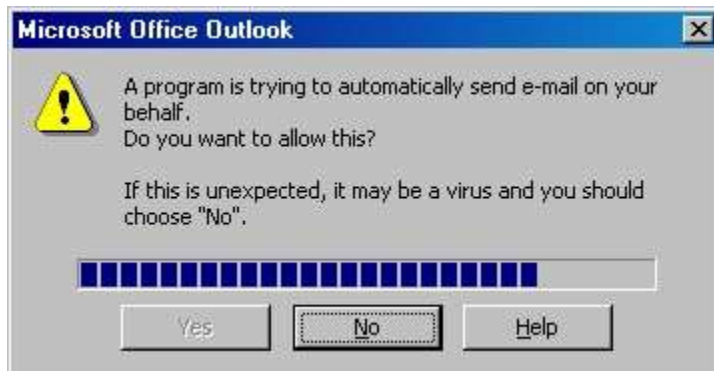 Microsoft Office Outlook
A program is trying to automatically send e-mail on your
behalf.
Do you want to allow this?
If this is unexpected, it may be a virus and you should
choose "No".
Yes No Help